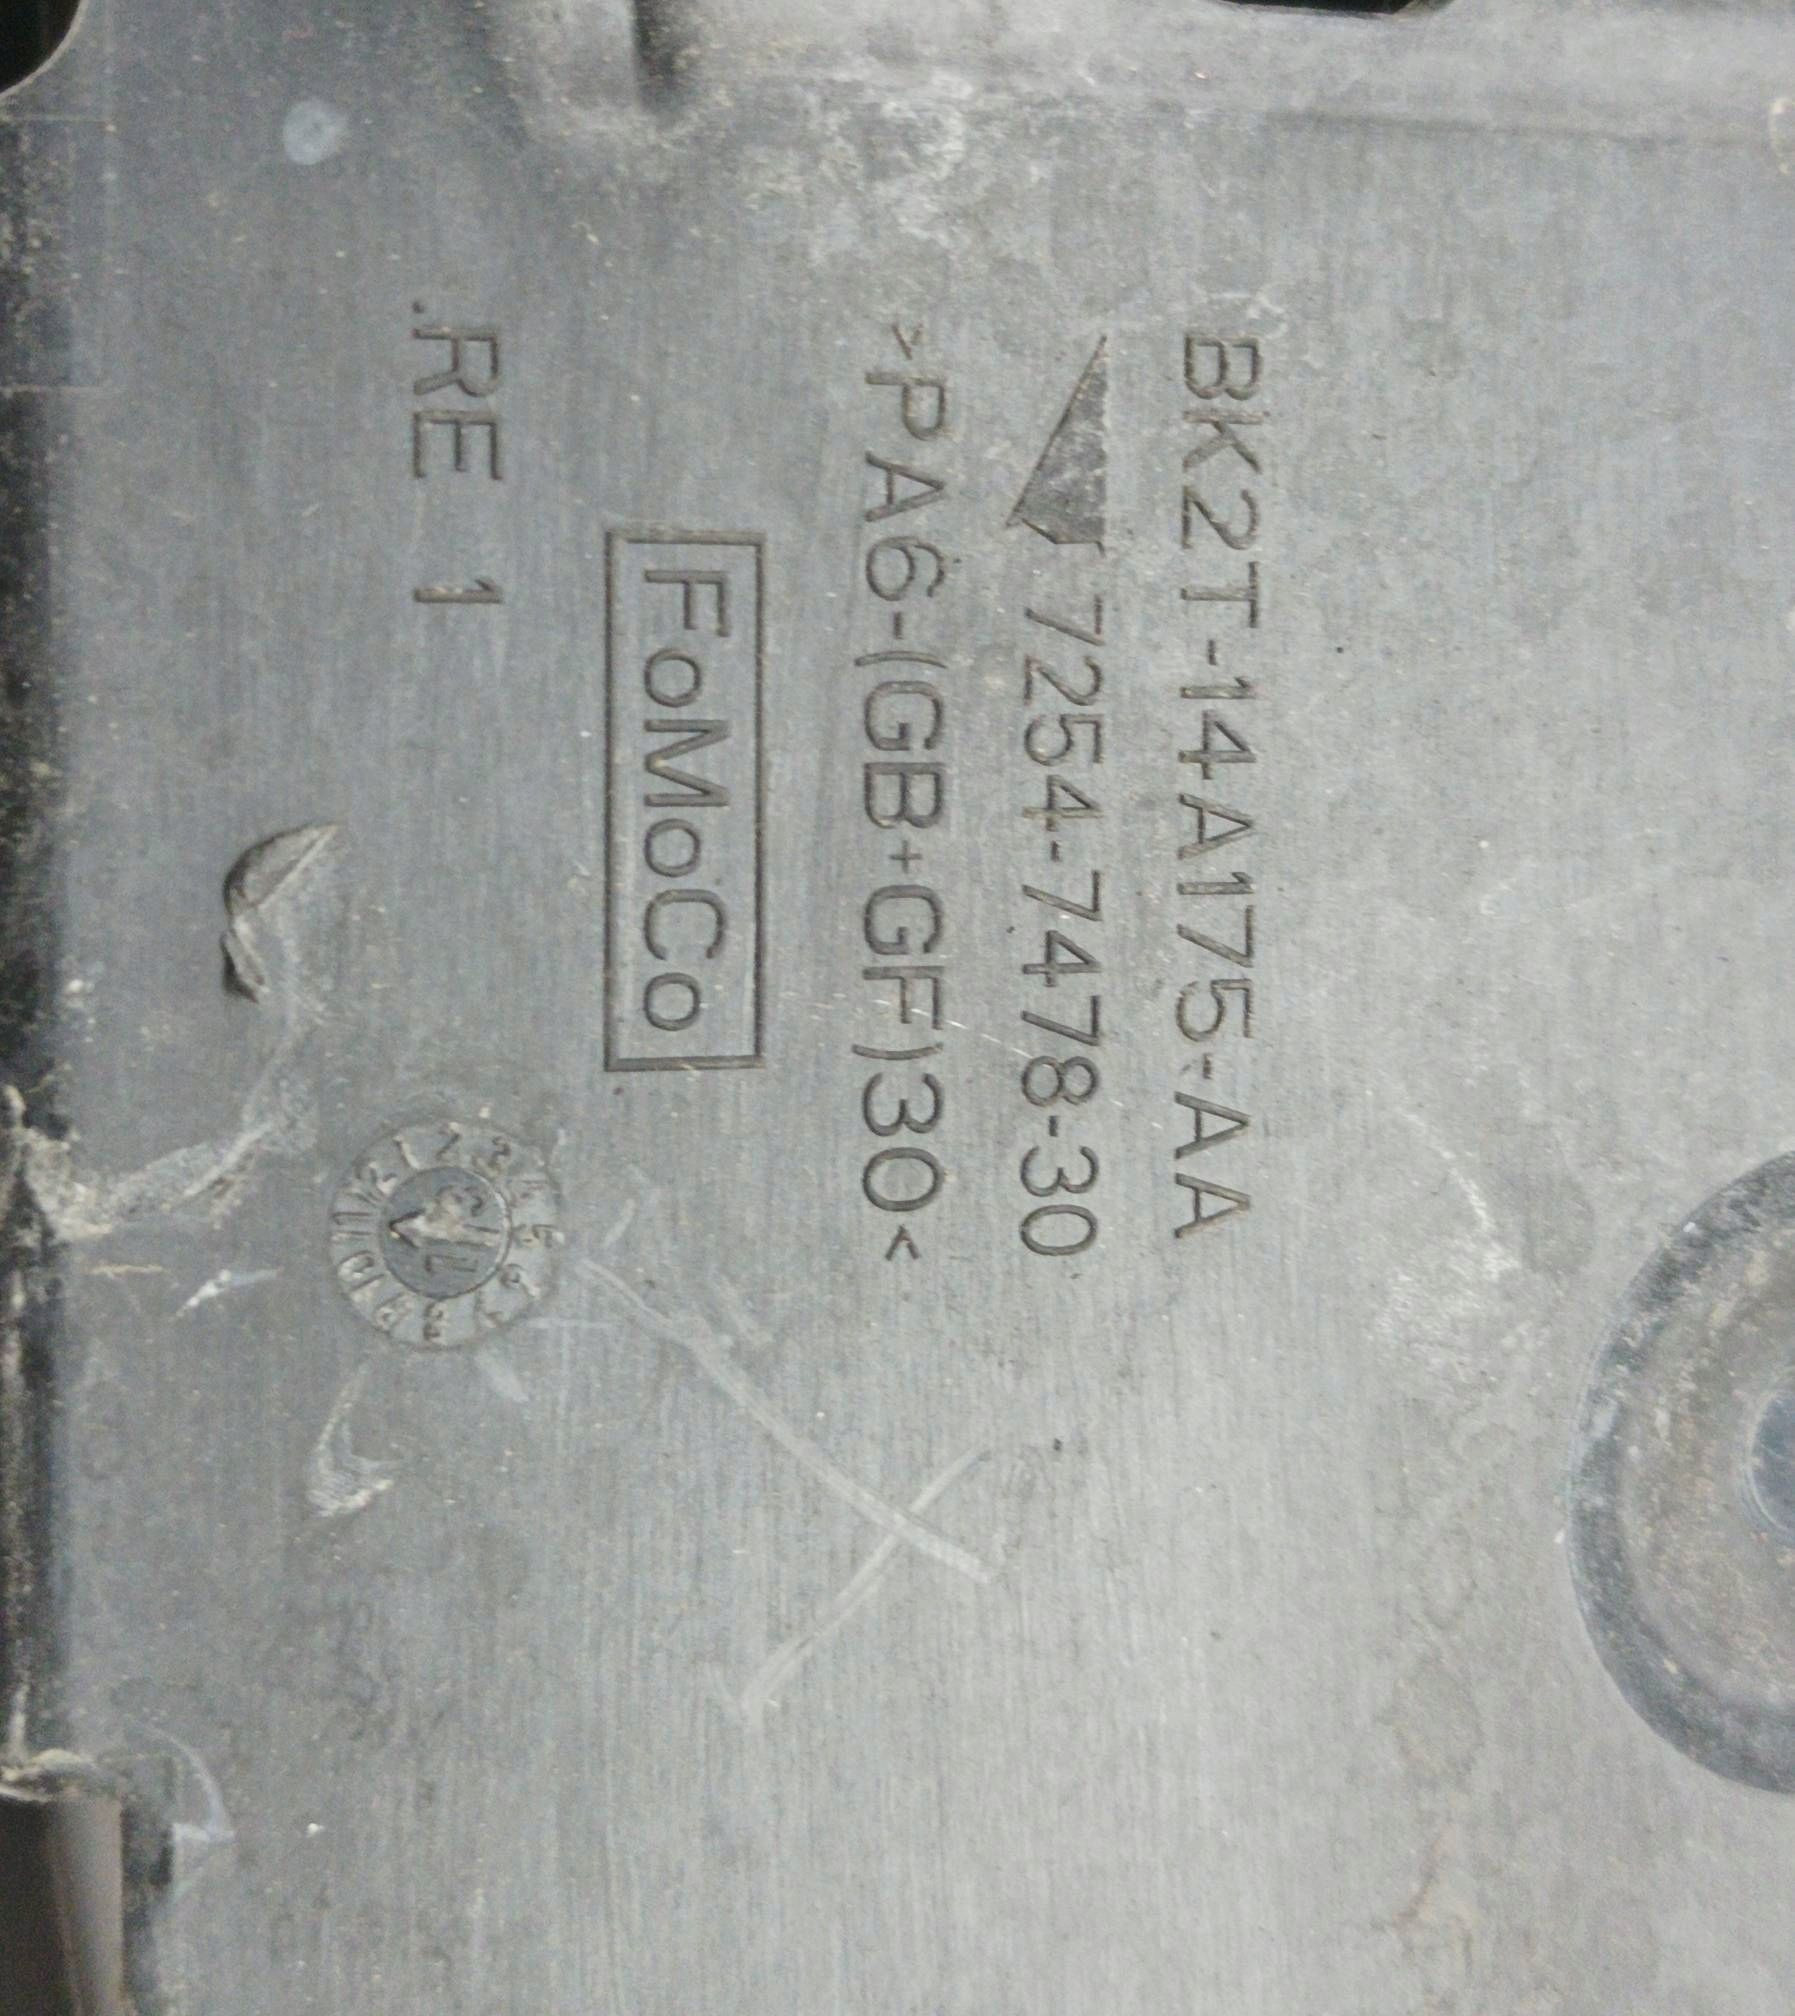 BK2T-14A175-AA
7254-7478-30
>PA6-(GB+GF)30<
FoMoCo
.RE 1